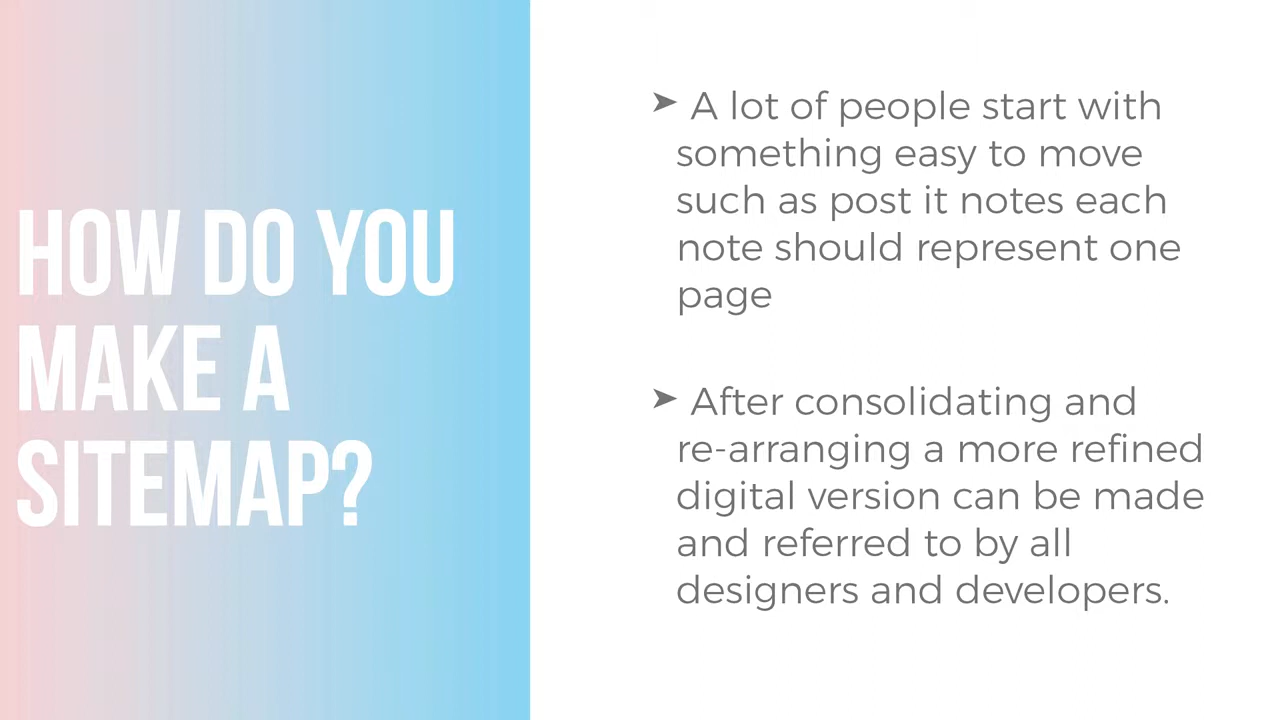 HOW DO YOU
MAKE A
SITEMAP?
➤ A lot of people start with
something easy to move
such as post it notes each
note should represent one
page
➤ After consolidating and
re-arranging a more refined
digital version can be made
and referred to by all
designers and developers.